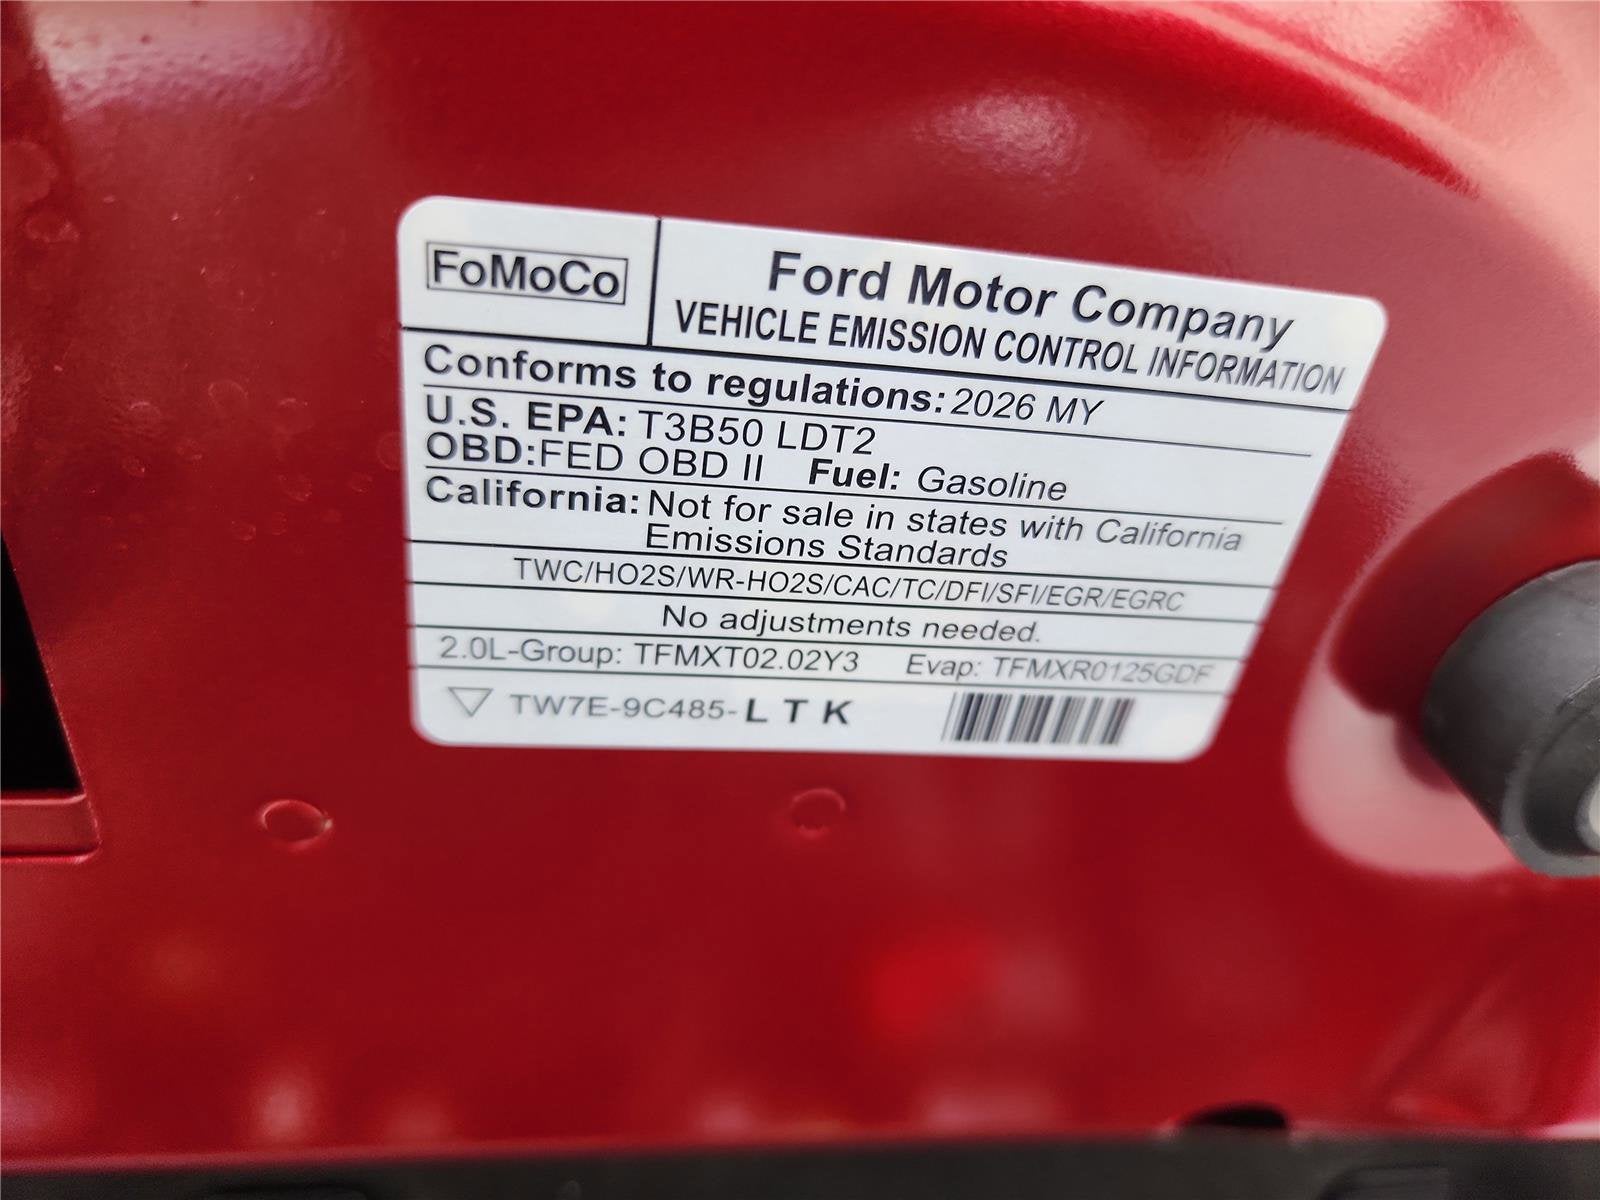 FoMoCo
Ford Motor Company
VEHICLE EMISSION CONTROL INFORMATION
Conforms to regulations: 2026 MY
U.S. EPA: T3B50 LDT2
OBD:FED OBD II Fuel: Gasoline
California: Not for sale in states with California
Emissions Standards
TWC/HO2S/WR-HO2S/CAC/TC/DFI/SFI/EGR/EGRC
No adjustments needed.
2.0L-Group: TFMXT02.02Y3 Evap: TFMXR0125GDF
TW7E-9C485-LTK